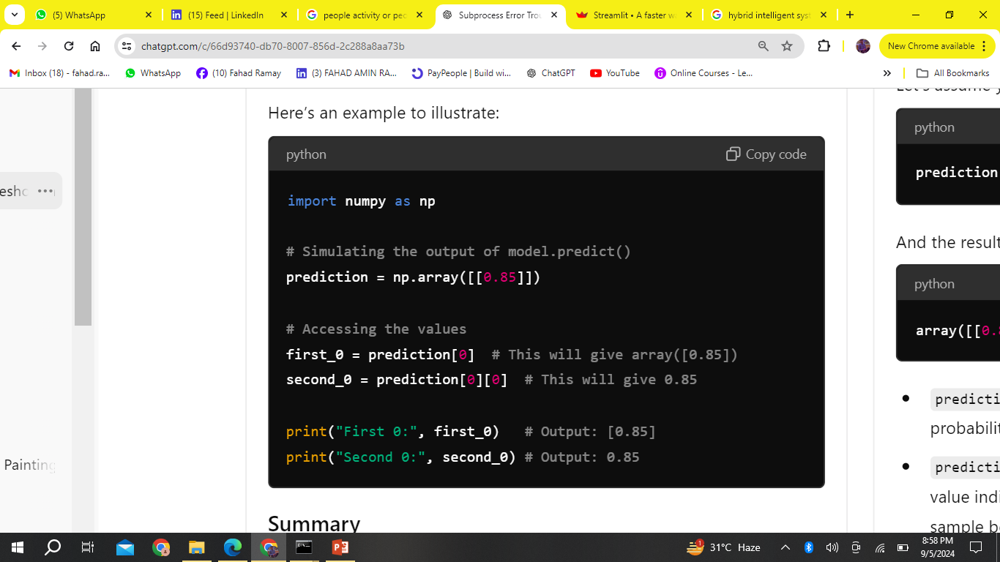 (5) WhatsApp
(15) Feed | LinkedIn
people activity or peo
Subprocess Error Trou
Streamlit • A faster w
hybrid intelligent syst
chatgpt.com/c/66d93740-db70-8007-856d-2c288a8aa73b
New Chrome available
Inbox (18) - fahad.ra...
WhatsApp
(10) Fahad Ramay
(3) FAHAD AMIN RA...
PayPeople | Build wi...
ChatGPT
YouTube
Online Courses - Le...
All Bookmarks
esho
Painting
Here’s an example to illustrate:
python
Copy code
import numpy as np
# Simulating the output of model.predict()
prediction = np.array([[0.85]])
# Accessing the values
first_0 = prediction[0]  # This will give array([0.85])
second_0 = prediction[0][0]  # This will give 0.85
print("First 0:", first_0)   # Output: [0.85]
print("Second 0:", second_0) # Output: 0.85
Summary
Let's assume y
python
prediction
And the result
python
array([[0.8
predicti
probabilit
predicti
value indi
sample be
31°C Haze
8:58 PM
9/5/2024